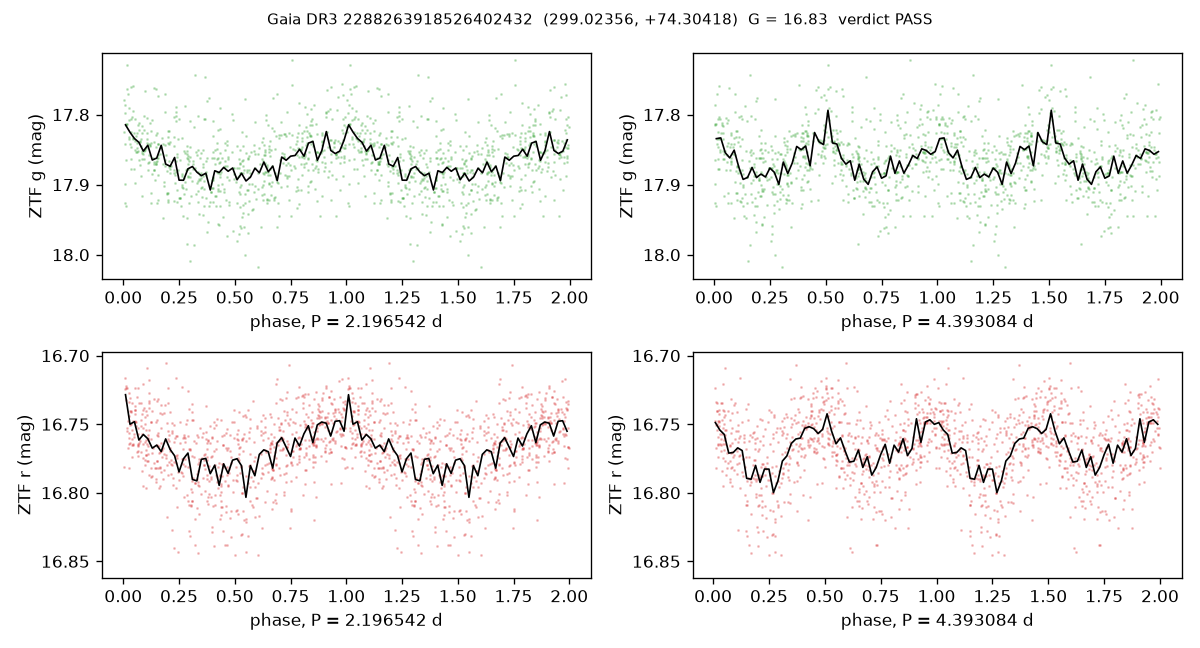 Gaia DR3 2288263918526402432  (299.02356, +74.30418)  G = 16.83  verdict PASS
ZTF g (mag)
17.8
17.9
18.0
0.00 0.25 0.50 0.75 1.00 1.25 1.50 1.75 2.00
phase, P = 2.196542 d
ZTF g (mag)
17.8
17.9
18.0
0.00 0.25 0.50 0.75 1.00 1.25 1.50 1.75 2.00
phase, P = 4.393084 d
ZTF r (mag)
16.70
16.75
16.80
16.85
0.00 0.25 0.50 0.75 1.00 1.25 1.50 1.75 2.00
phase, P = 2.196542 d
ZTF r (mag)
16.70
16.75
16.80
16.85
0.00 0.25 0.50 0.75 1.00 1.25 1.50 1.75 2.00
phase, P = 4.393084 d